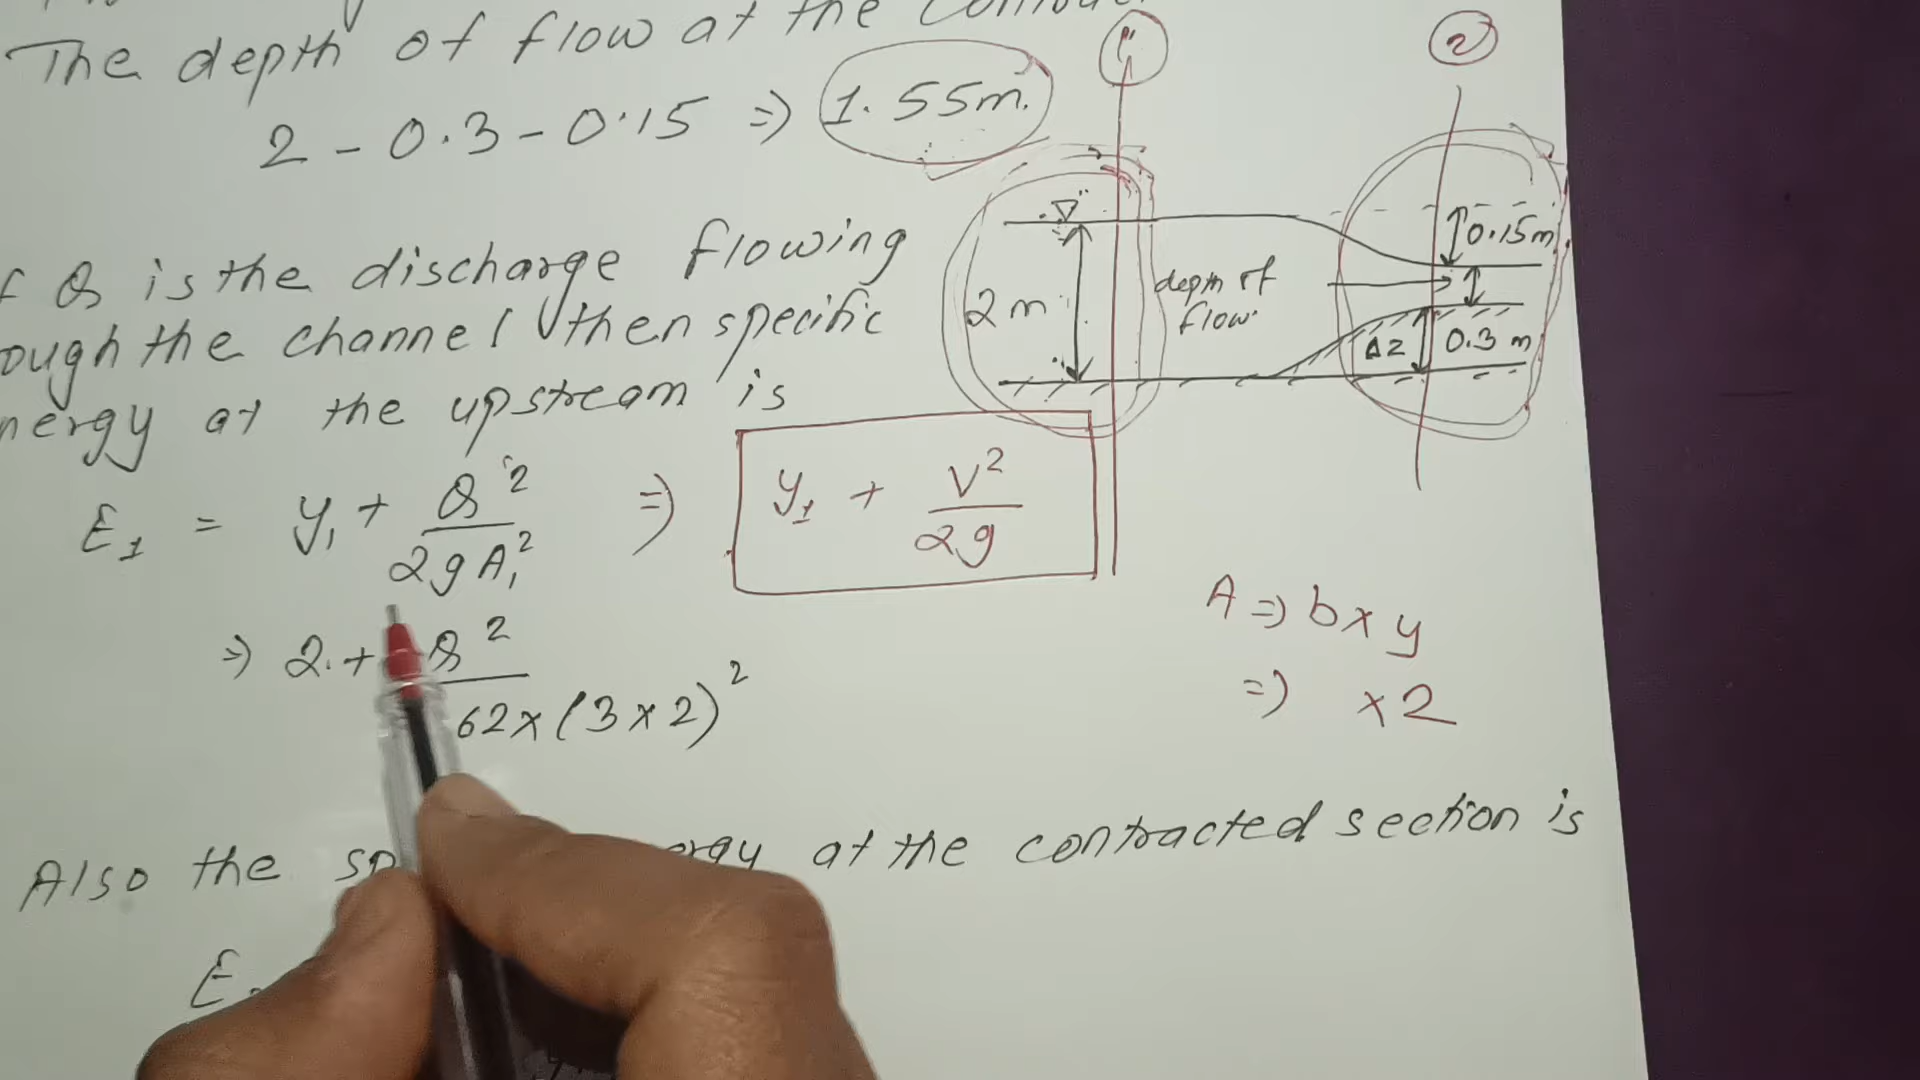 The depth of flow at the
2 - 0.3 - 0.15 ⇒ 1.55m.
Q is the discharge flowing
the channel then specific
at the upstream is
E₁ = y₁ + Q²/2gA₁² ⇒ y₁ + V²/2g
⇒ 2 + Q²/62 x (3 x 2)²
Also the at the contracted section is
E
1
2
2 m
depth of
flow
0.15m
Δz
0.3 m
A ⇒ b x y
⇒ x 2